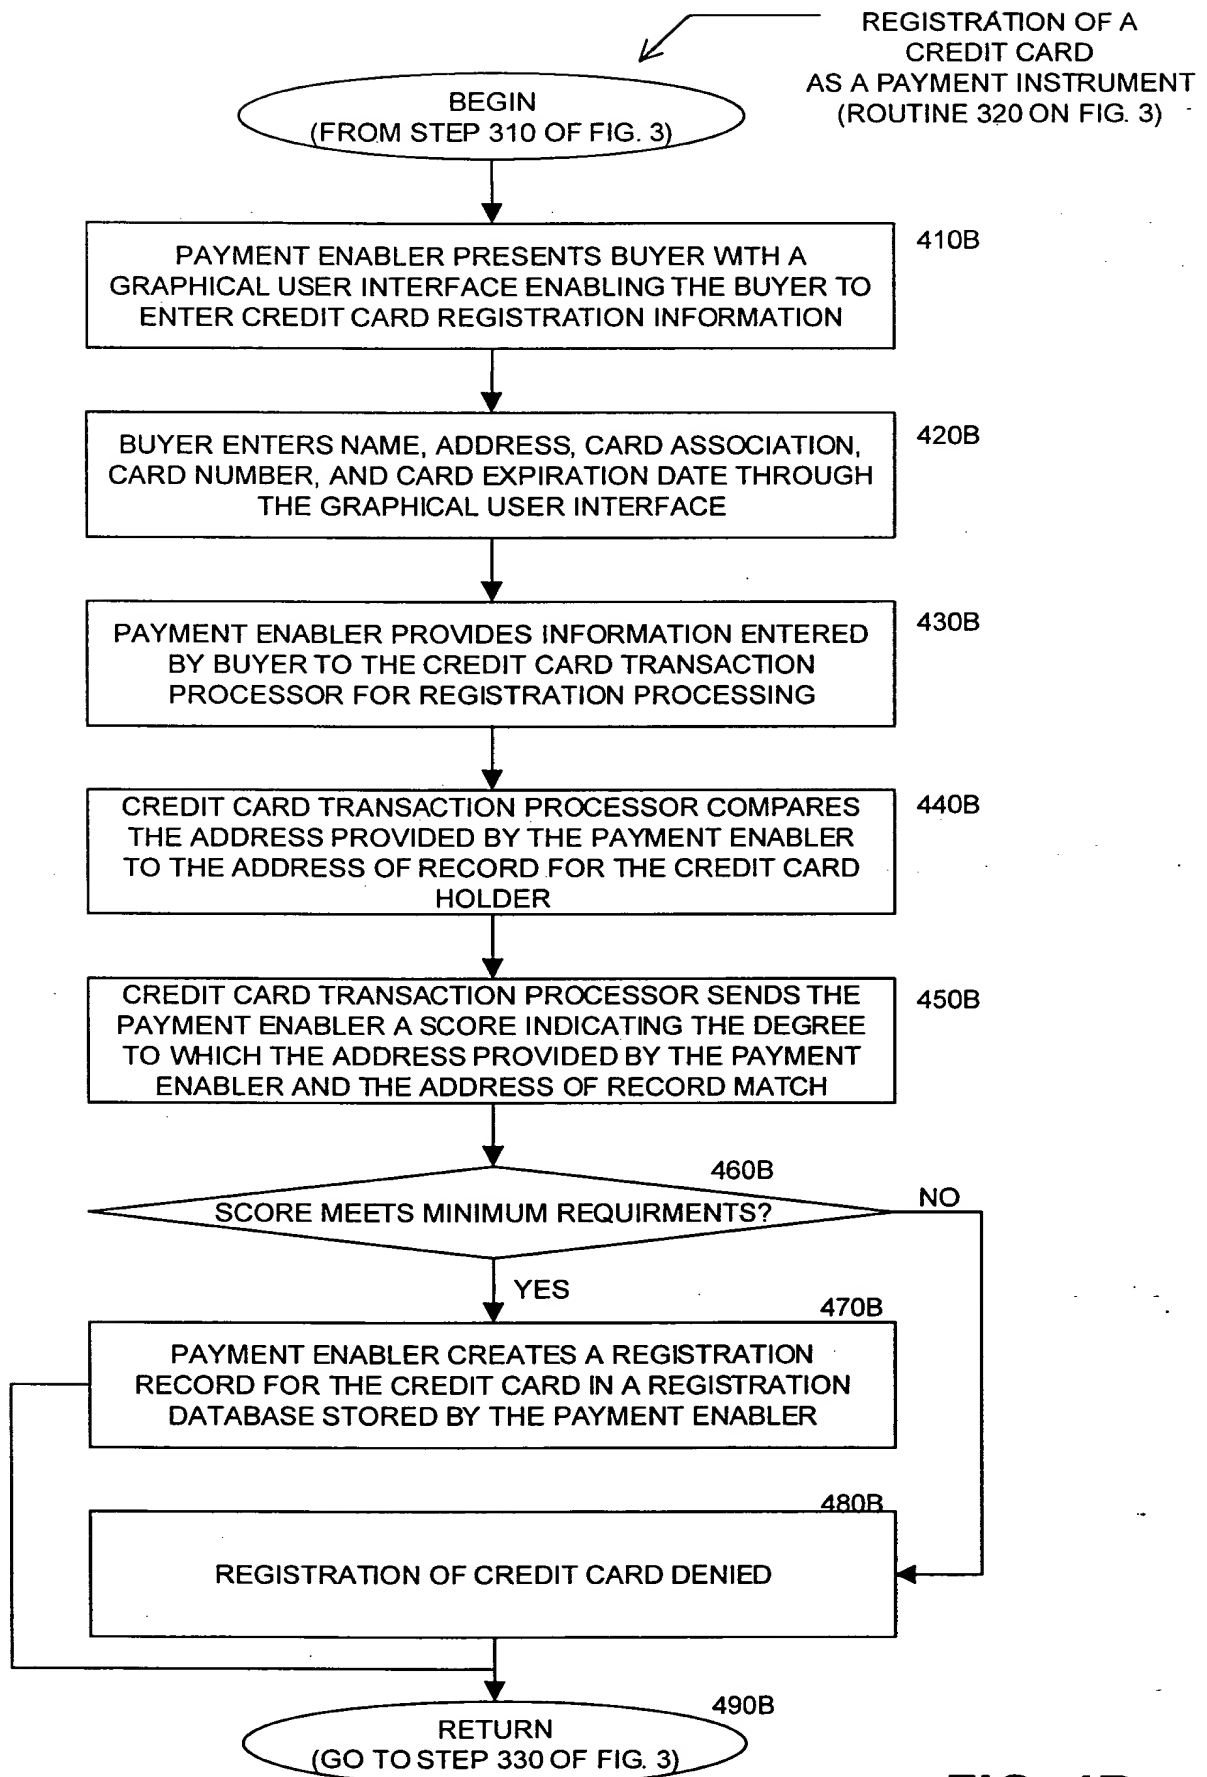 REGISTRATION OF A
CREDIT CARD
AS A PAYMENT INSTRUMENT
(ROUTINE 320 ON FIG. 3)
BEGIN
(FROM STEP 310 OF FIG. 3)
410B
PAYMENT ENABLER PRESENTS BUYER WITH A
GRAPHICAL USER INTERFACE ENABLING THE BUYER TO
ENTER CREDIT CARD REGISTRATION INFORMATION
420B
BUYER ENTERS NAME, ADDRESS, CARD ASSOCIATION,
CARD NUMBER, AND CARD EXPIRATION DATE THROUGH
THE GRAPHICAL USER INTERFACE
430B
PAYMENT ENABLER PROVIDES INFORMATION ENTERED
BY BUYER TO THE CREDIT CARD TRANSACTION
PROCESSOR FOR REGISTRATION PROCESSING
440B
CREDIT CARD TRANSACTION PROCESSOR COMPARES
THE ADDRESS PROVIDED BY THE PAYMENT ENABLER
TO THE ADDRESS OF RECORD FOR THE CREDIT CARD
HOLDER
450B
CREDIT CARD TRANSACTION PROCESSOR SENDS THE
PAYMENT ENABLER A SCORE INDICATING THE DEGREE
TO WHICH THE ADDRESS PROVIDED BY THE PAYMENT
ENABLER AND THE ADDRESS OF RECORD MATCH
460B
SCORE MEETS MINIMUM REQUIRMENTS?
NO
YES
470B
PAYMENT ENABLER CREATES A REGISTRATION
RECORD FOR THE CREDIT CARD IN A REGISTRATION
DATABASE STORED BY THE PAYMENT ENABLER
480B
REGISTRATION OF CREDIT CARD DENIED
490B
RETURN
(GO TO STEP 330 OF FIG. 3)